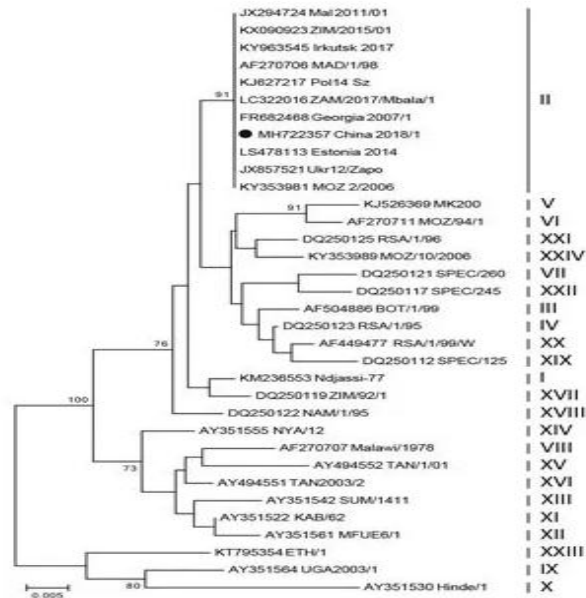 JX294724 Mal 2011/01
KX090923 ZIM/2015/01
KY963545 Irkutsk 2017
AF270706 MAD/1/98
91
KJ627217 Pol14 Sz
LC322016 ZAM/2017/Mbala/1
II
FR682468 Georgia 2007/1
MH722357 China 2018/1
LS478113 Estonia 2014
JX857521 Ukr12/Zapo
KY353981 MOZ 2/2006
91
KJ526369 MK200
V
AF270711 MOZ/94/1
VI
DQ250125 RSA/1/96
XXI
KY353989 MOZ/10/2006
XXIV
DQ250121 SPEC/260
VII
DQ250117 SPEC/245
XXII
AF504886 BOT/1/99
III
DQ250123 RSA/1/95
IV
76
AF449477 RSA/1/99/W
XX
DQ250112 SPEC/125
XIX
KM236553 Ndjassi-77
I
DQ250119 ZIM/92/1
XVII
100
DQ250122 NAM/1/95
XVIII
AY351555 NYA/12
XIV
AF270707 Malawi/1978
VIII
73
AY494552 TAN/1/01
XV
AY494551 TAN2003/2
XVI
AY351542 SUM/1411
XIII
AY351522 KAB/62
XI
AY351561 MFUE6/1
XII
KT795354 ETH/1
XXIII
AY351564 UGA2003/1
IX
80
AY351530 Hinde/1
X
0.005